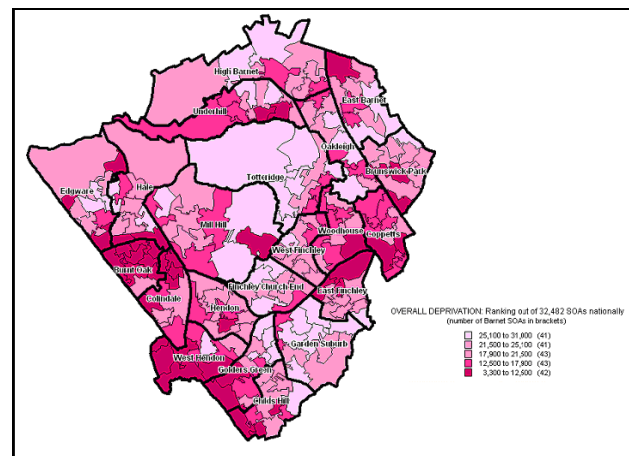 High Barnet
East Barnet
Underhill
Oakleigh
Brunswick Park
Totteridge
Edgware
Hale
Mill Hill
Woodhouse
Coppetts
West Finchley
Burnt Oak
Finchley Church End
East Finchley
Colindale
Hendon
Garden Suburb
West Hendon
Golders Green
Childs Hill
OVERALL DEPRIVATION: Ranking out of 32,482 SOAs nationally
(number of Barnet SOAs in brackets)
25,100 to 31,000 (41)
21,500 to 25,100 (41)
17,900 to 21,500 (43)
12,500 to 17,900 (43)
3,300 to 12,500 (42)